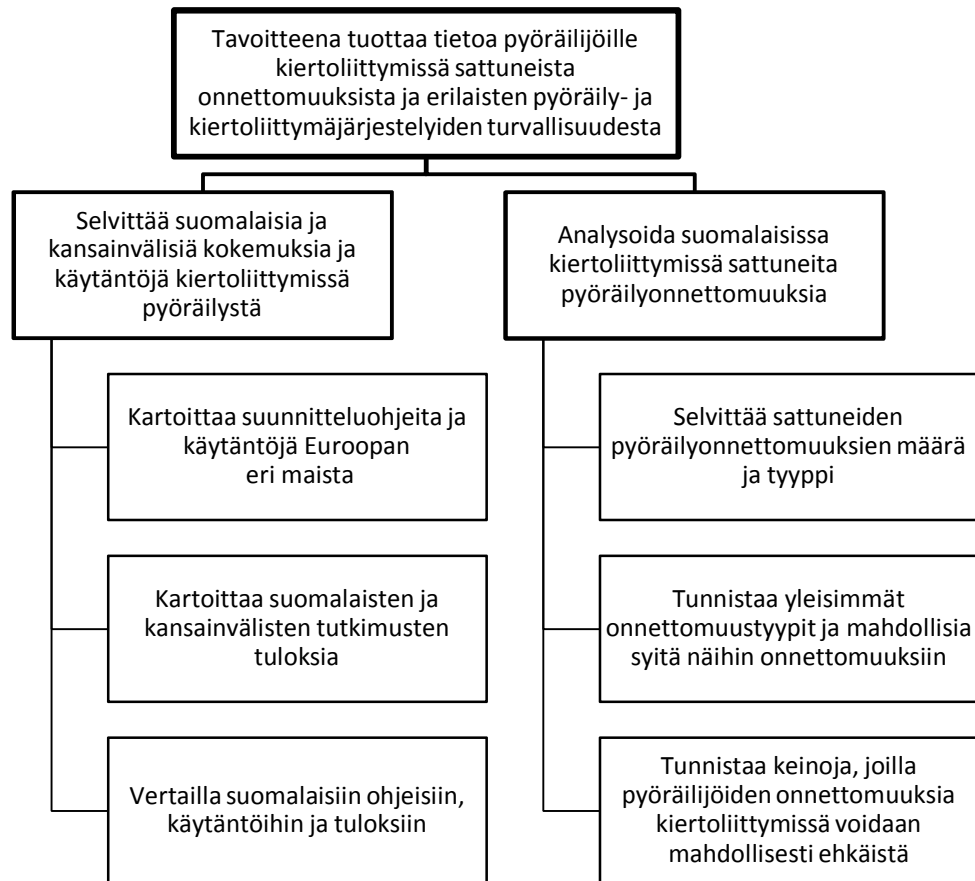 Tavoitteena tuottaa tietoa pyöräilijöille
kiertoliittymissä sattuneista
onnettomuuksista ja erilaisten pyöräily- ja
kiertoliittymäjärjestelyiden turvallisuudesta
Selvittää suomalaisia ja
kansainvälisiä kokemuksia ja
käytäntöjä kiertoliittymissä
pyöräilystä
Kartoittaa suunnitteluohjeita ja
käytäntöjä Euroopan
eri maista
Kartoittaa suomalaisten ja
kansainvälisten tutkimusten
tuloksia
Vertailla suomalaisiin ohjeisiin,
käytäntöihin ja tuloksiin
Analysoida suomalaisissa
kiertoliittymissä sattuneita
pyöräilyonnettomuuksia
Selvittää sattuneiden
pyöräilyonnettomuuksien määrä
ja tyyppi
Tunnistaa yleisimmät
onnettomuustyypit ja mahdollisia
syitä näihin onnettomuuksiin
Tunnistaa keinoja, joilla
pyöräilijöiden onnettomuuksia
kiertoliittymissä voidaan
mahdollisesti ehkäistä